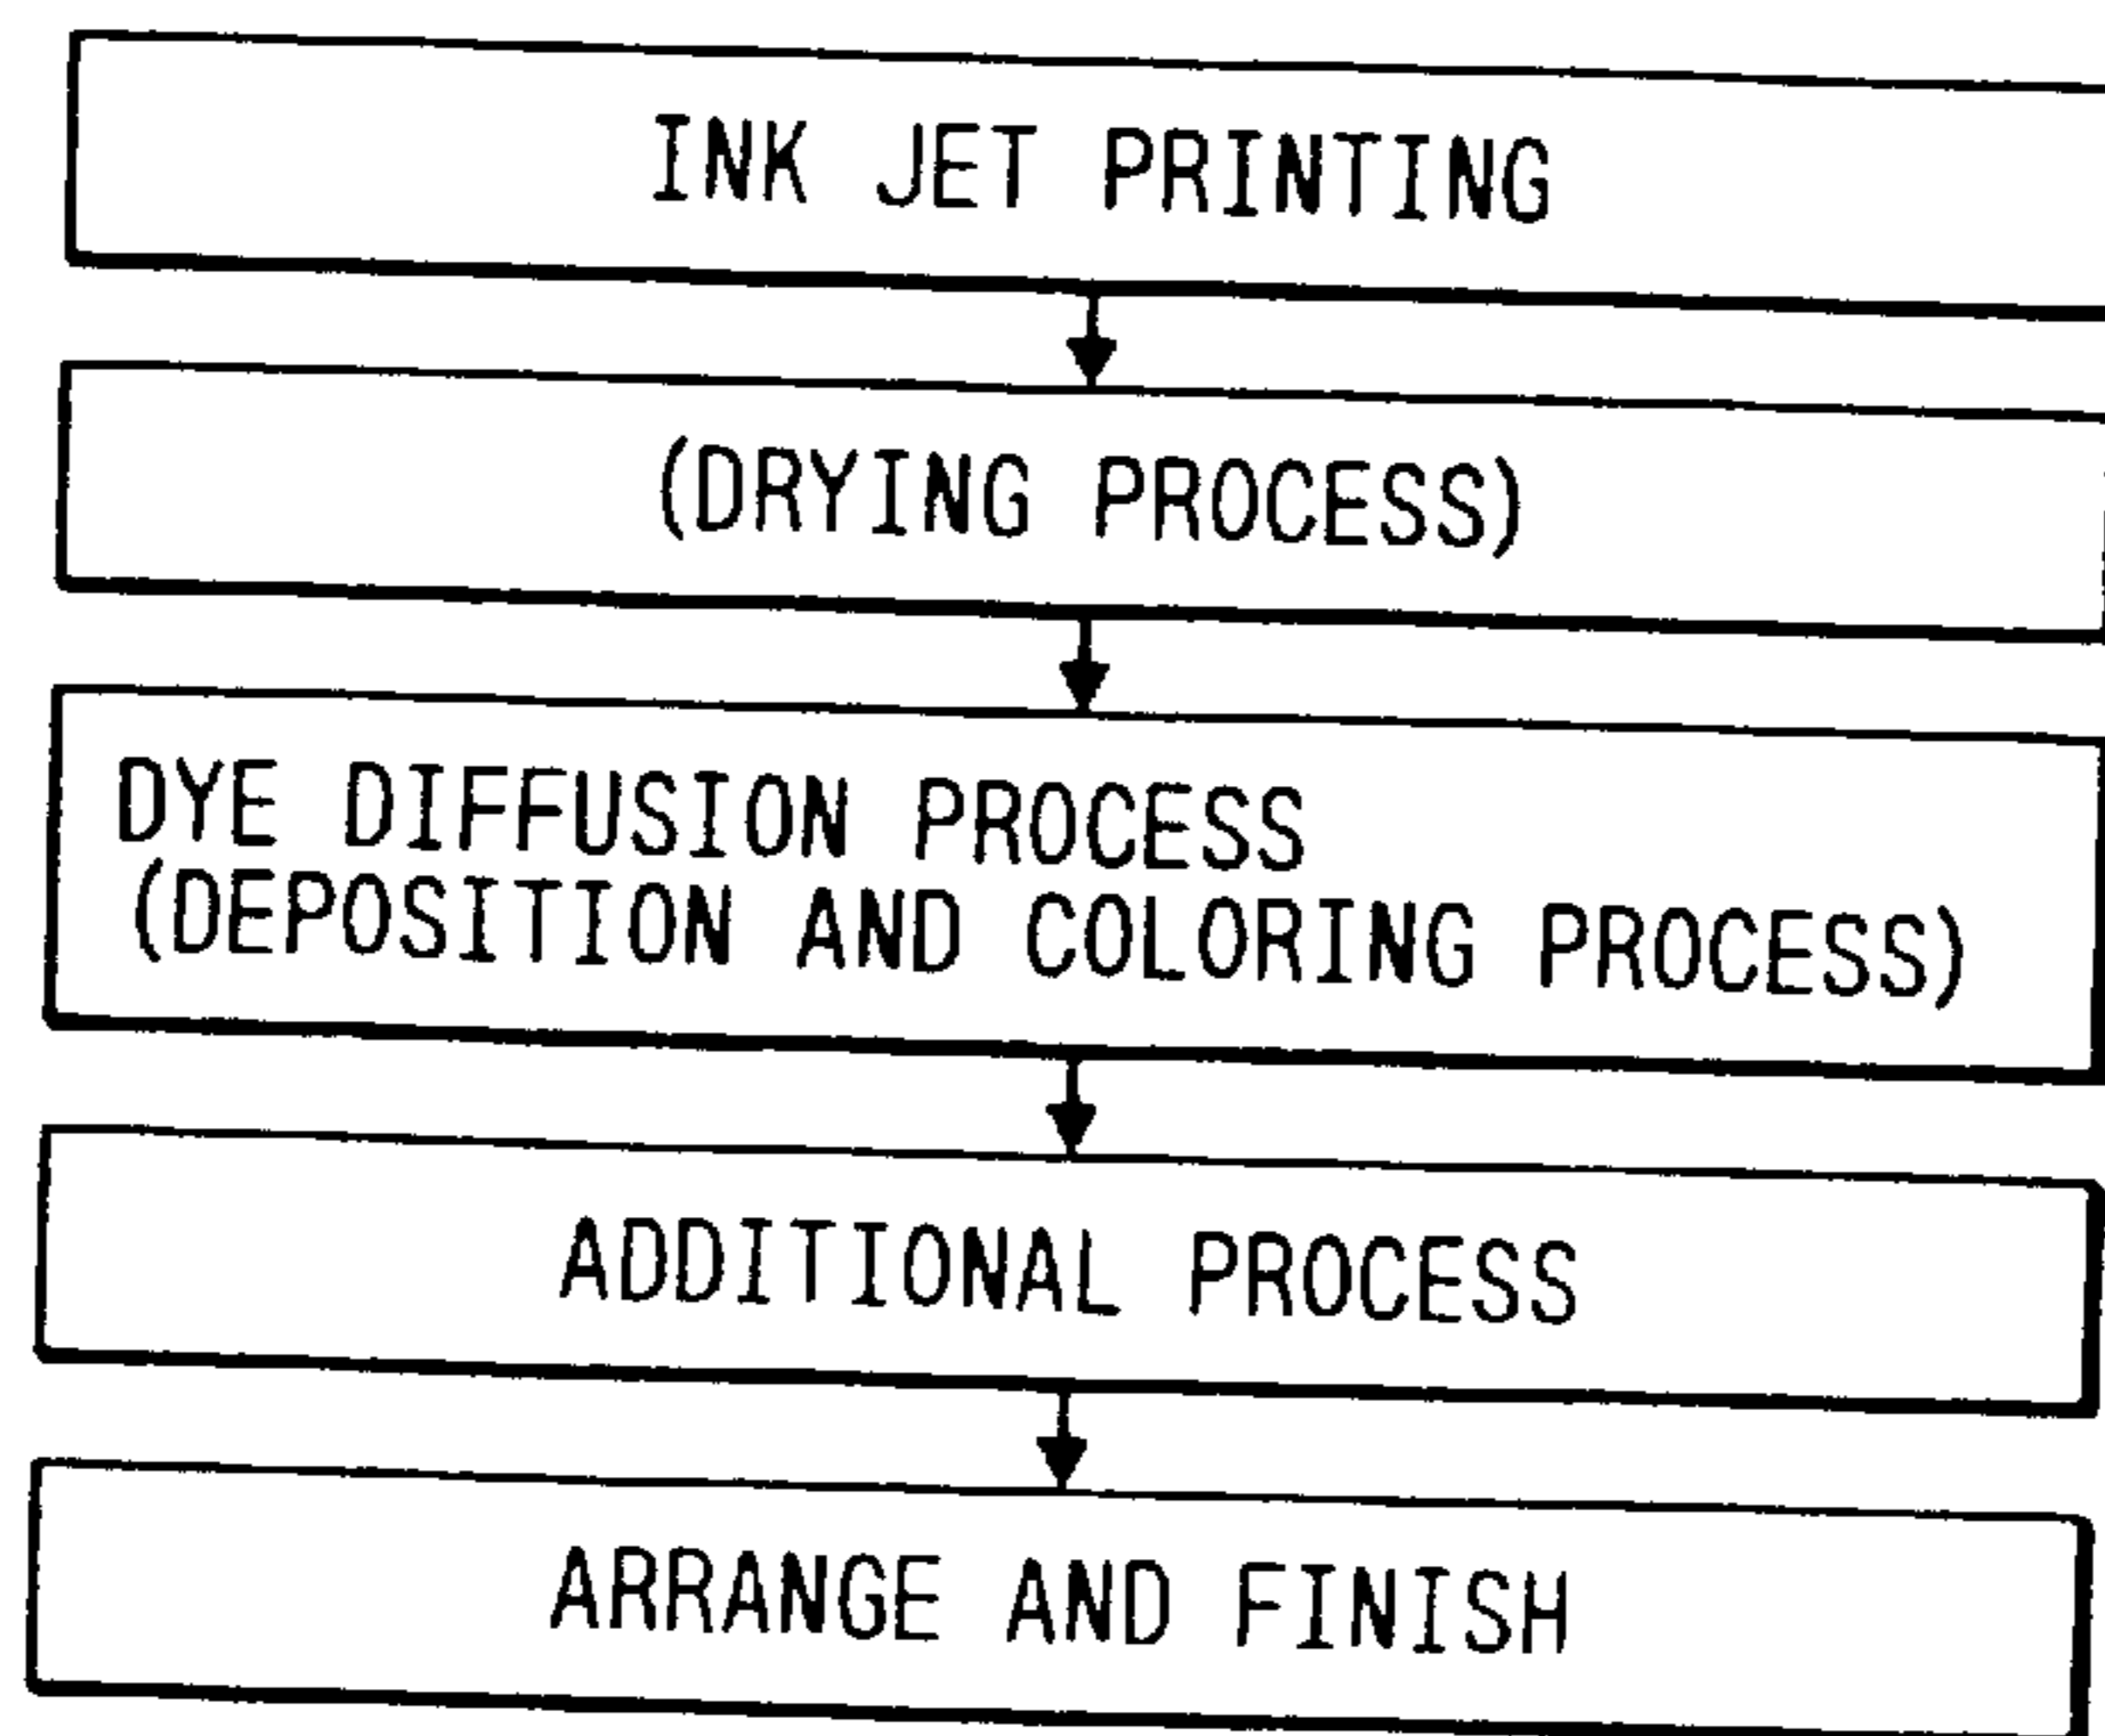 INK JET PRINTING
(DRYING PROCESS)
DYE DIFFUSION PROCESS
(DEPOSITION AND COLORING PROCESS)
ADDITIONAL PROCESS
ARRANGE AND FINISH